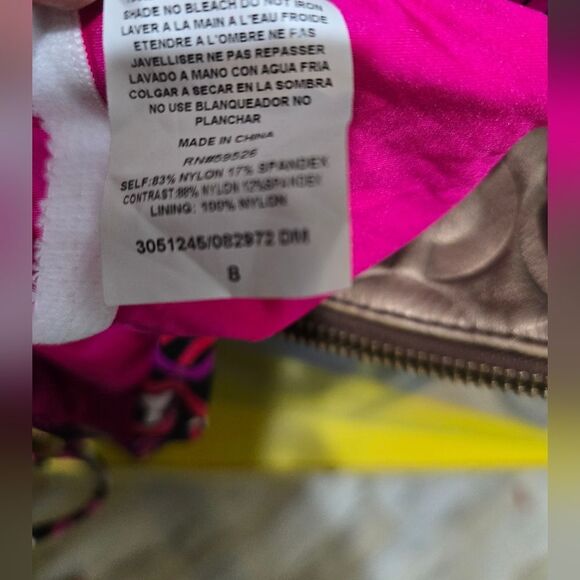 SHADE NO BLEACH DO NOT IRON
LAVER A LA MAIN A L'EAU FROIDE
ETENDRE A L'OMBRE NE PAS
JAVELLISER NE PAS REPASSER
LAVADO A MANO CON AGUA FRIA
COLGAR A SECAR EN LA SOMBRA
NO USE BLANQUEADOR NO
PLANCHAR
MADE IN CHINA
RN#59526
SELF:83% NYLON 17% SPANDEX
CONTRAST:88% NYLON 12%SPANDEX
LINING: 100% NYLON
3051245/082972 DIM
8